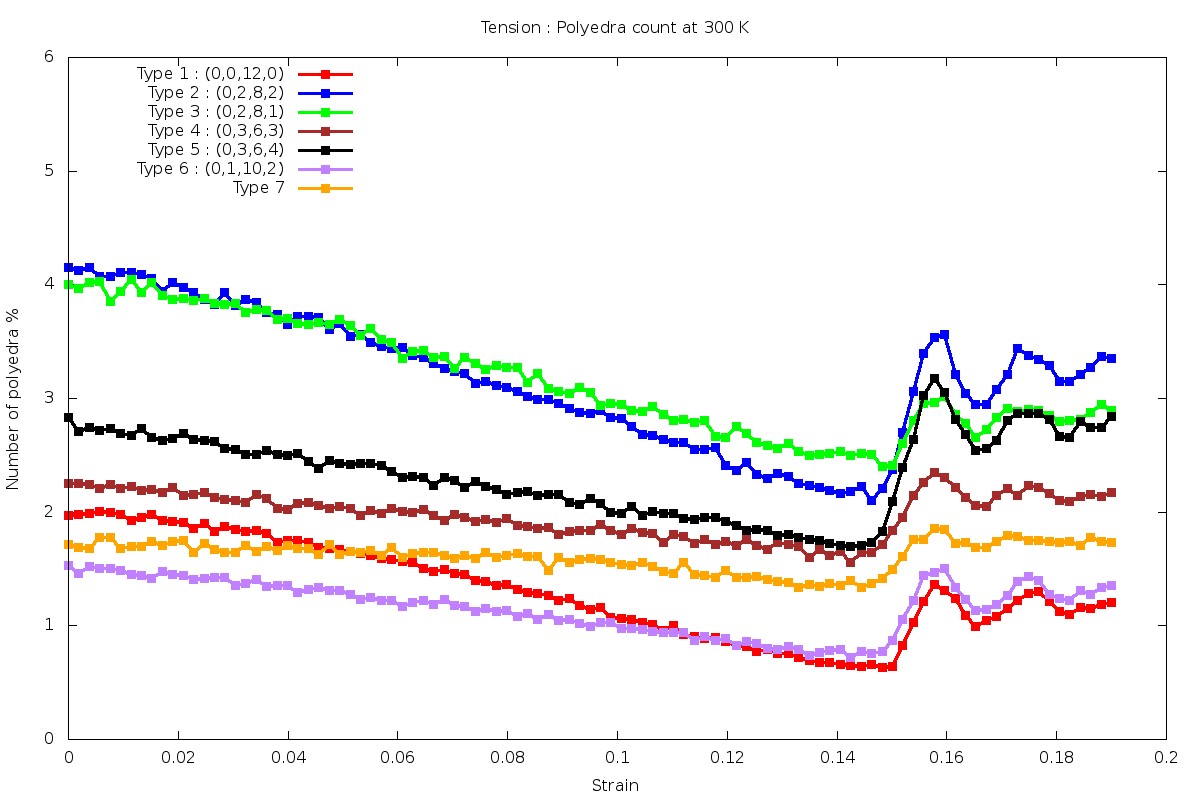 Tension : Polyedra count at 300 K
Number of polyedra %
6
5
4
3
2
1
0
Type 1 : (0,0,12,0)
Type 2 : (0,2,8,2)
Type 3 : (0,2,8,1)
Type 4 : (0,3,6,3)
Type 5 : (0,3,6,4)
Type 6 : (0,1,10,2)
Type 7
0 0.02 0.04 0.06 0.08 0.1 0.12 0.14 0.16 0.18 0.2
Strain